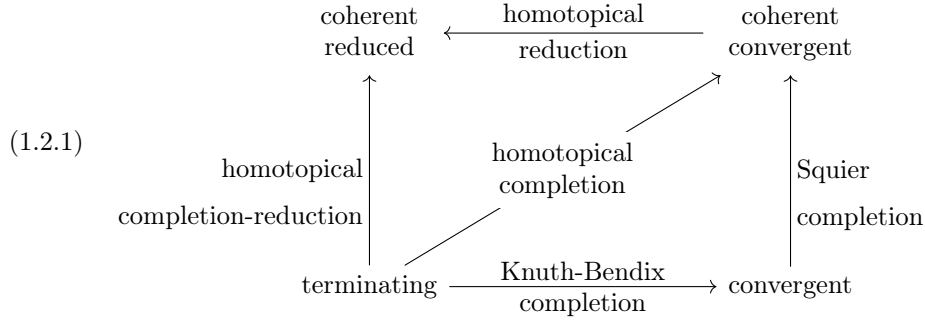 coherent
reduced
homotopical
reduction
coherent
convergent
(1.2.1)
homotopical
completion-reduction
homotopical
completion
Squier
completion
terminating
Knuth-Bendix
completion
convergent